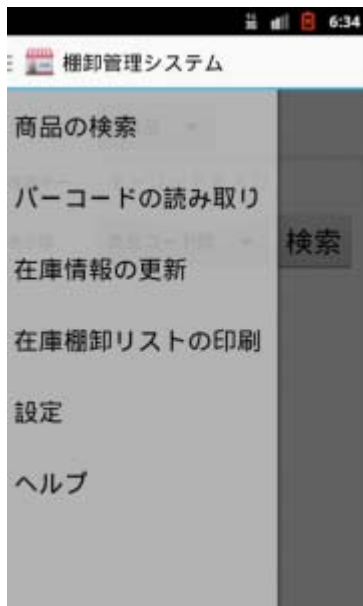 6:34
棚卸管理システム
商品の検索
バーコードの読み取り
在庫情報の更新
検索
在庫棚卸リストの印刷
設定
ヘルプ